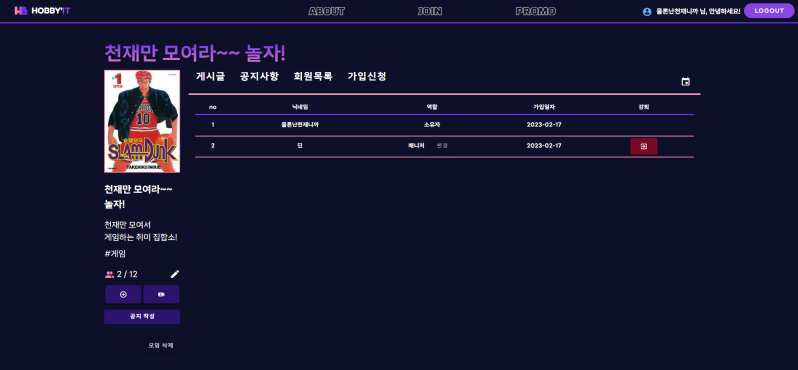 HOBBY'IT
ABOUT
JOIN
PROMO
물론난천재니까 님, 안녕하세요!
LOGOUT
천재만 모여라~~ 놀자!
게시글 공지사항 회원목록 가입신청
no 닉네임 역할 가입일자 강퇴
1 물론난천재니까 소유자 2023-02-17
2 딘 매니저 변경 2023-02-17
#1
10
SLAM DUNK
TAKEHIKO INOUE
천재만 모여라~~
놀자!
천재만 모여서
게임하는 취미 집합소!
#게임
2 / 12
공지 작성
모임 삭제